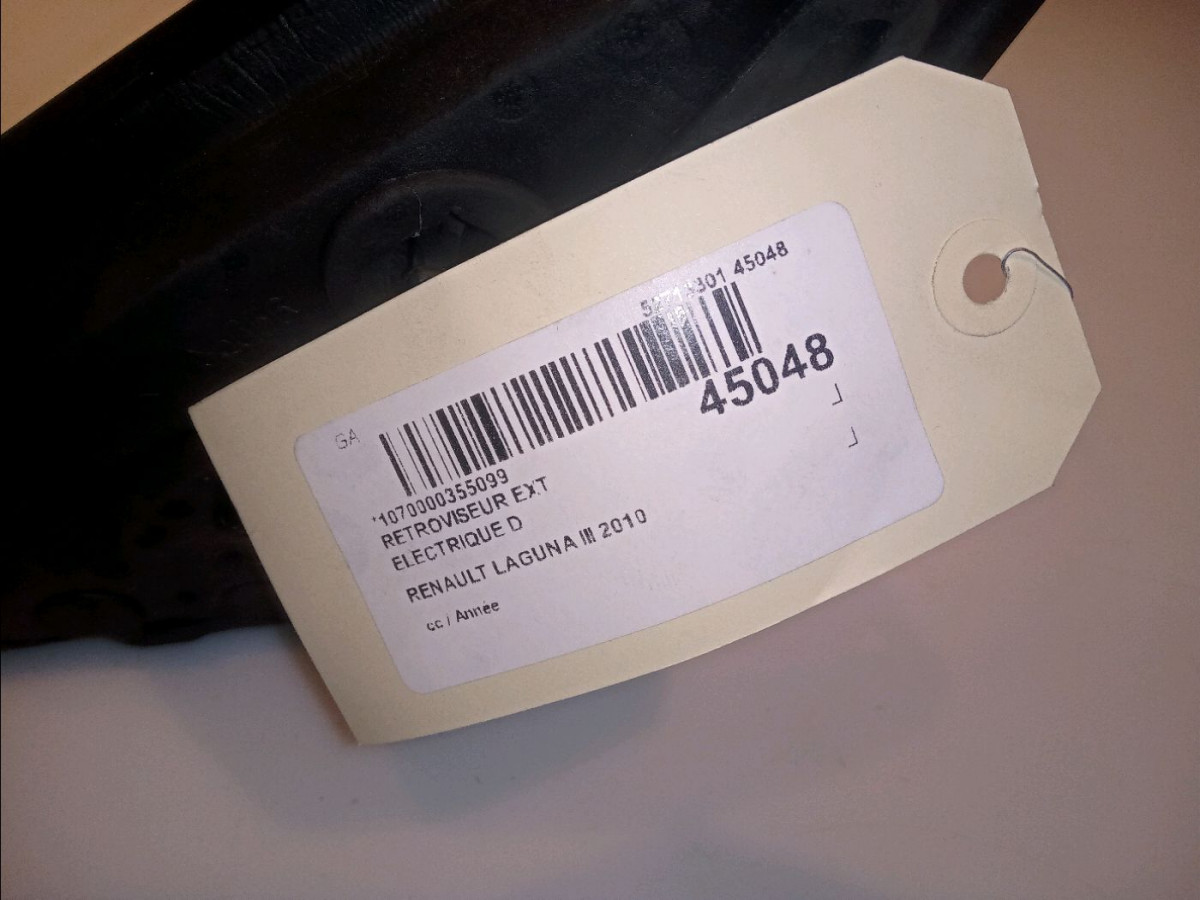 45048
GA
45048
*1070000355099
RETROVISEUR EXT
ELECTRIQUE D
RENAULT LAGUNA III 2010
cc / Année